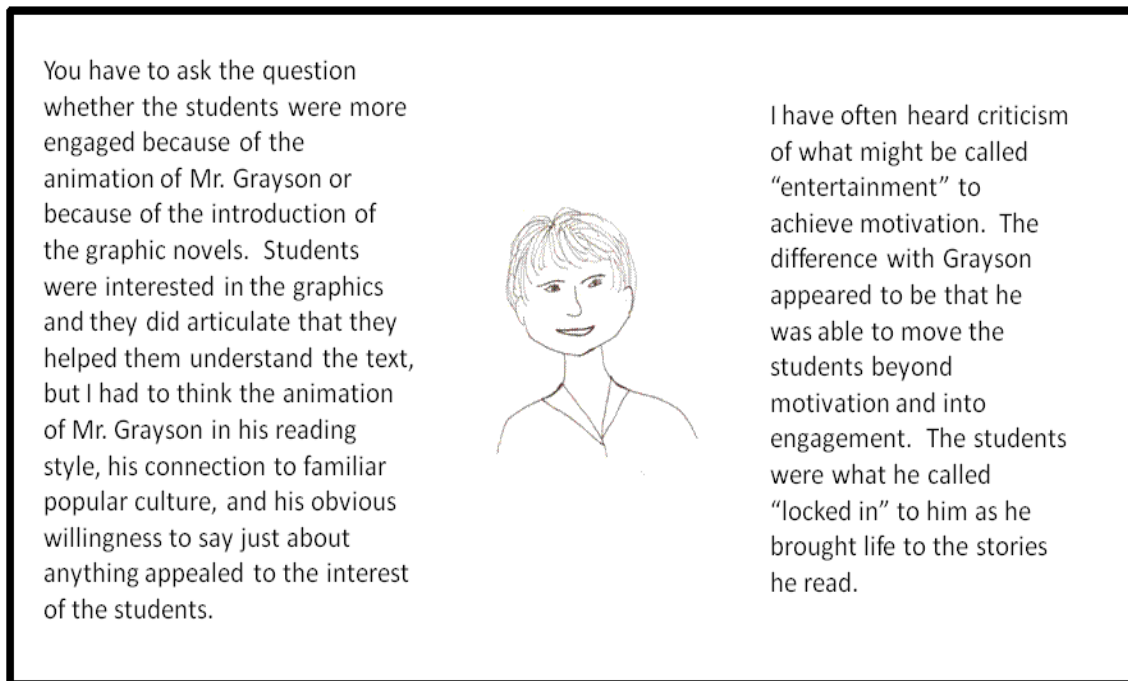 You have to ask the question
whether the students were more
engaged because of the
animation of Mr. Grayson or
because of the introduction of
the graphic novels.  Students
were interested in the graphics
and they did articulate that they
helped them understand the text,
but I had to think the animation
of Mr. Grayson in his reading
style, his connection to familiar
popular culture, and his obvious
willingness to say just about
anything appealed to the interest
of the students.
I have often heard criticism
of what might be called
“entertainment” to
achieve motivation.  The
difference with Grayson
appeared to be that he
was able to move the
students beyond
motivation and into
engagement.  The students
were what he called
“locked in” to him as he
brought life to the stories
he read.